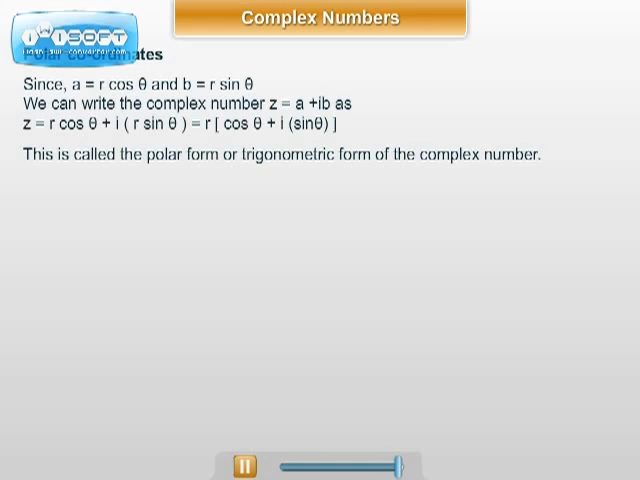 Complex Numbers
iwisoft
Polar co-ordinates
Since, a = r cos θ and b = r sin θ
We can write the complex number z = a +ib as
z = r cos θ + i ( r sin θ ) = r [ cos θ + i (sinθ) ]
This is called the polar form or trigonometric form of the complex number.